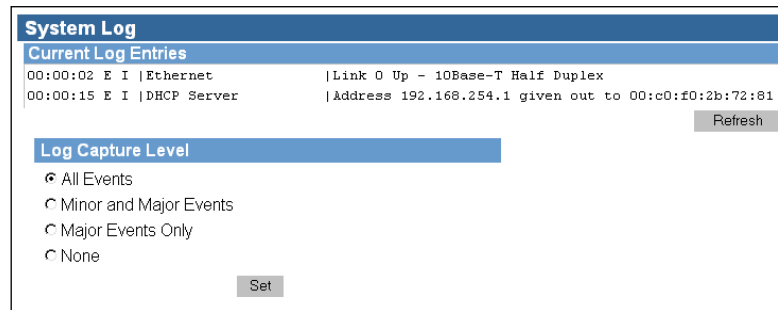 System Log
Current Log Entries
00:00:02 E I |Ethernet |Link 0 Up - 10Base-T Half Duplex
00:00:15 E I |DHCP Server |Address 192.168.254.1 given out to 00:c0:f0:2b:72:81
Refresh
Log Capture Level
All Events
Minor and Major Events
Major Events Only
None
Set